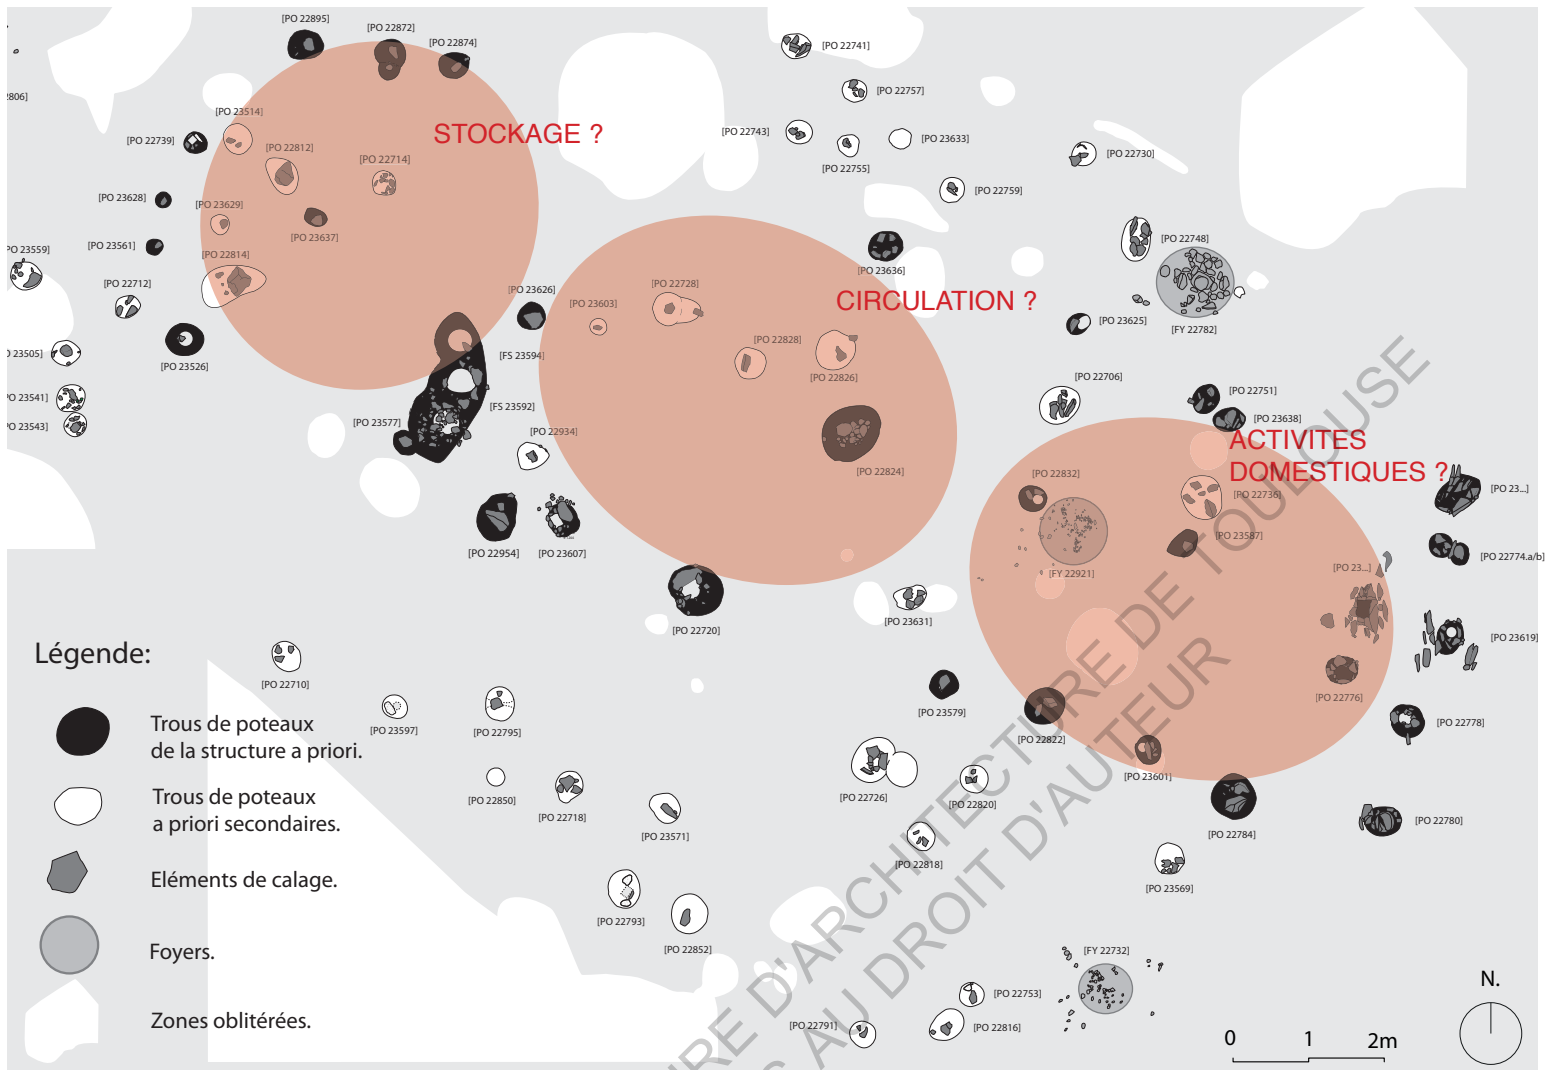 [PO 22895]
[PO 22872]
[PO 22874]
[PO 22741]
[PO 22757]
2806]
[PO 23514]
[PO 22739]
STOCKAGE ?
[PO 22743]
[PO 23633]
[PO 22812]
[PO 22714]
[PO 22755]
[PO 22730]
[PO 22759]
[PO 23628]
[PO 23629]
[PO 23561]
[PO 23637]
PO 23559]
[PO 22814]
[PO 22748]
[PO 23636]
[PO 22712]
[PO 23626]
[PO 23603]
[PO 22728]
CIRCULATION ?
[PO 23625]
[FY 22782]
[PO 22828]
O 23505]
[PO 23526]
[FS 23594]
[PO 22826]
[PO 22706]
[PO 22751]
O 23541]
[FS 23592]
[PO 23577]
PO 23543]
[PO 22934]
[PO 23638]
ACTIVITES
DOMESTIQUES ?
[PO 22824]
[PO 22832]
[PO 22736]
[PO 23...]
[PO 22954]
[PO 23607]
[PO 23587]
[PO 22774.a/b]
[FY 22921]
[PO 23...]
[PO 22720]
[PO 23631]
[PO 23619]
Légende:
[PO 22710]
[PO 22776]
[PO 23579]
[PO 22778]
[PO 23597]
[PO 22795]
[PO 22822]
Trous de poteaux
de la structure a priori.
[PO 23601]
[PO 22850]
[PO 22726]
[PO 22820]
[PO 22718]
[PO 23571]
[PO 22784]
[PO 22780]
Trous de poteaux
a priori secondaires.
[PO 22818]
[PO 23569]
Eléments de calage.
[PO 22793]
[PO 22852]
Foyers.
[FY 22732]
[PO 22753]
N.
Zones oblitérées.
[PO 22791]
[PO 22816]
0 1 2m
IRE D'ARCHITECTURE DE TOULOUSE
S AU DROIT D'AUTEUR